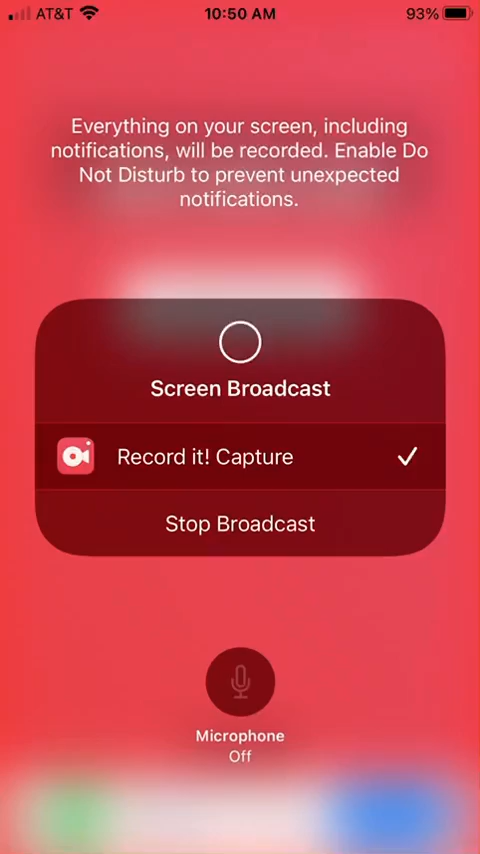 AT&T 10:50 AM 93%
Everything on your screen, including
notifications, will be recorded. Enable Do
Not Disturb to prevent unexpected
notifications.
Screen Broadcast
Record it! Capture
Stop Broadcast
Microphone
Off